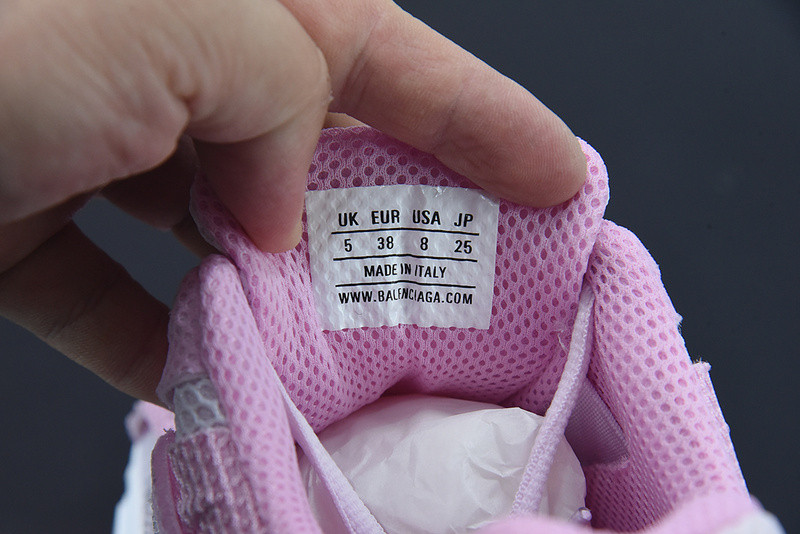 UK EUR USA JP
5 38 8 25
MADE IN ITALY
WWW.BALENCIAGA.COM